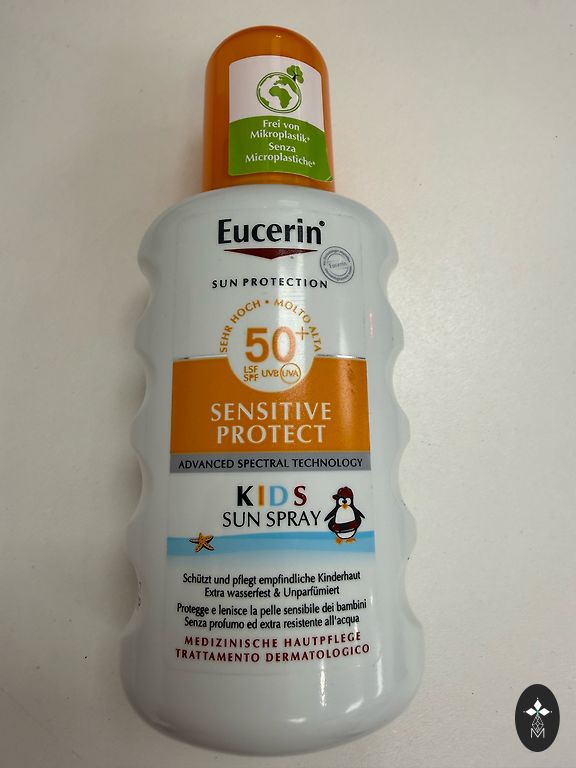 Frei von
Mikroplastik*
Senza
Microplastiche*
Eucerin®
Eucerin
SUN PROTECTION
SEHR HOCH • MOLTO ALTA
50+
LSF
SPF UVB UVA
SENSITIVE
PROTECT
ADVANCED SPECTRAL TECHNOLOGY
KIDS
SUN SPRAY
Schützt und pflegt empfindliche Kinderhaut
Extra wasserfest & Unparfümiert
Protegge e lenisce la pelle sensibile dei bambini
Senza profumo ed extra resistente all'acqua
MEDIZINISCHE HAUTPFLEGE
TRATTAMENTO DERMATOLOGICO
M